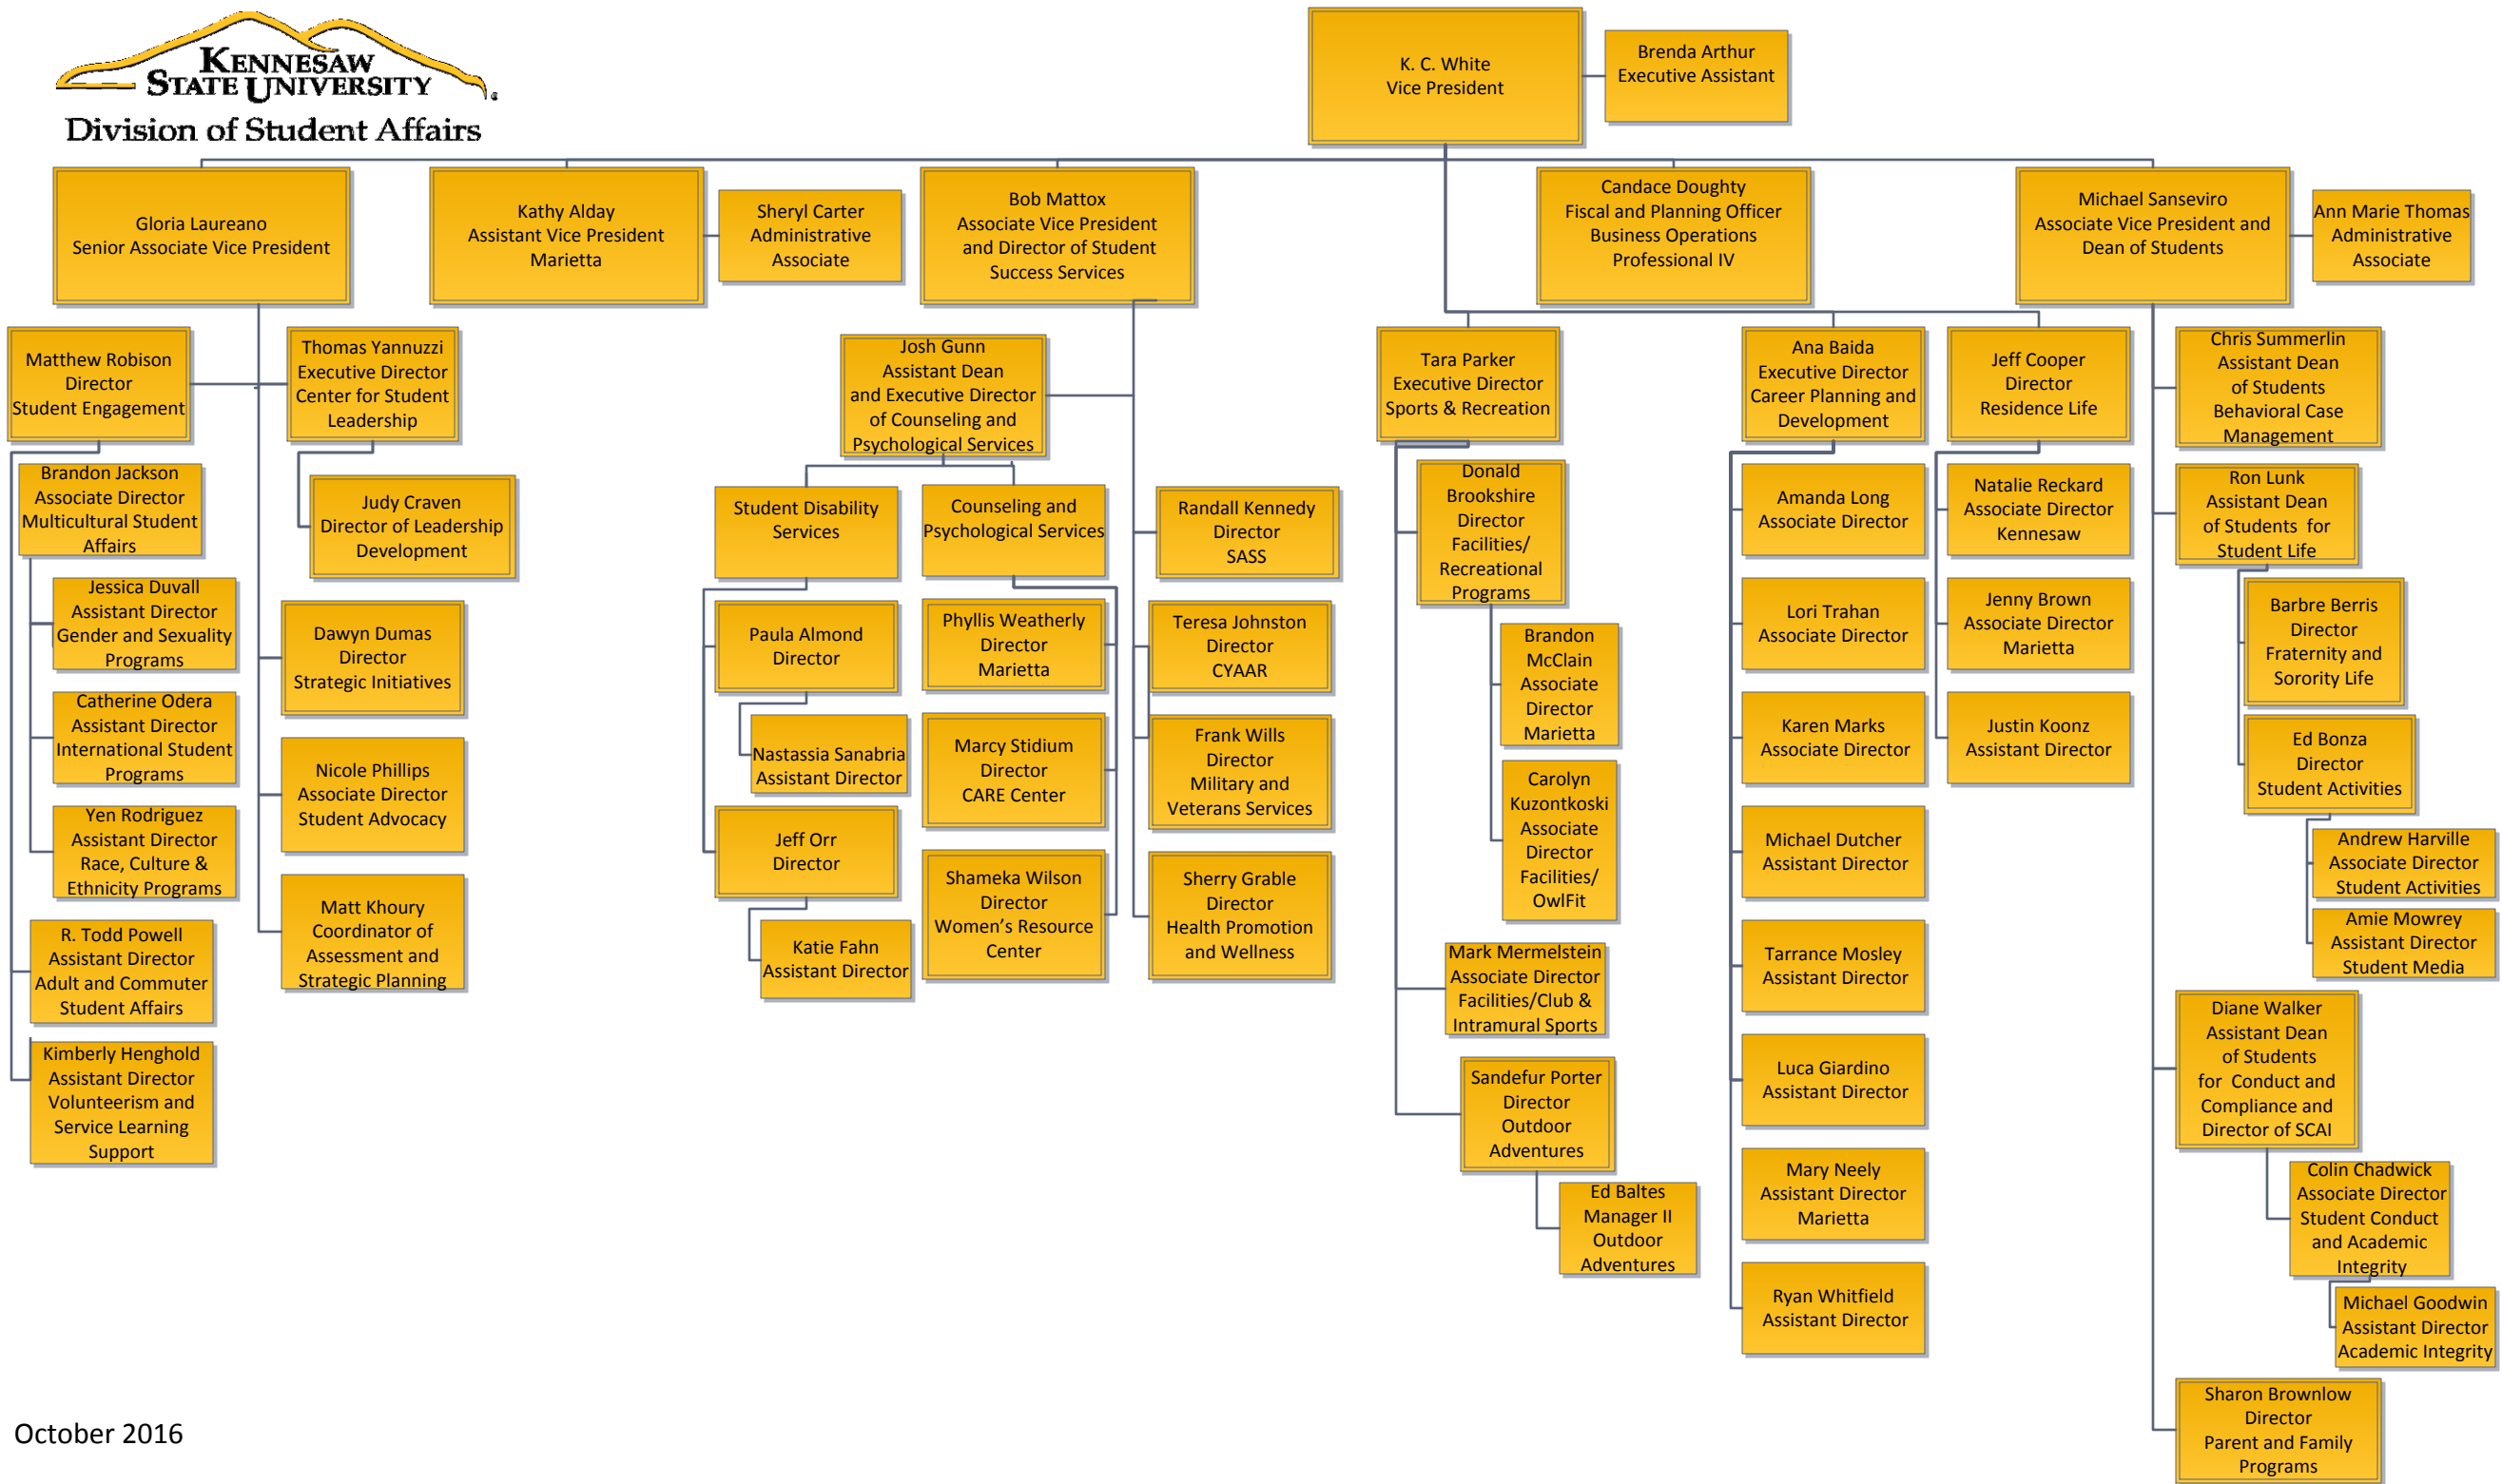 KENNESAW
STATE UNIVERSITY
Division of Student Affairs
K. C. White
Vice President
Brenda Arthur
Executive Assistant
Gloria Laureano
Senior Associate Vice President
Kathy Alday
Assistant Vice President
Marietta
Sheryl Carter
Administrative
Associate
Bob Mattox
Associate Vice President
and Director of Student
Success Services
Candace Doughty
Fiscal and Planning Officer
Business Operations
Professional IV
Michael Sanseviro
Associate Vice President and
Dean of Students
Ann Marie Thomas
Administrative
Associate
Matthew Robison
Director
Student Engagement
Thomas Yannuzzi
Executive Director
Center for Student
Leadership
Brandon Jackson
Associate Director
Multicultural Student
Affairs
Judy Craven
Director of Leadership
Development
Jessica Duvall
Assistant Director
Gender and Sexuality
Programs
Catherine Odera
Assistant Director
International Student
Programs
Yen Rodriguez
Assistant Director
Race, Culture &
Ethnicity Programs
R. Todd Powell
Assistant Director
Adult and Commuter
Student Affairs
Kimberly Henghold
Assistant Director
Volunteerism and
Service Learning
Support
Dawyn Dumas
Director
Strategic Initiatives
Nicole Phillips
Associate Director
Student Advocacy
Matt Khoury
Coordinator of
Assessment and
Strategic Planning
Josh Gunn
Assistant Dean
and Executive Director
of Counseling and
Psychological Services
Student Disability
Services
Counseling and
Psychological Services
Randall Kennedy
Director
SASS
Paula Almond
Director
Nastassia Sanabria
Assistant Director
Jeff Orr
Director
Katie Fahn
Assistant Director
Phyllis Weatherly
Director
Marietta
Marcy Stidium
Director
CARE Center
Shameka Wilson
Director
Women’s Resource
Center
Teresa Johnston
Director
CYAAR
Frank Wills
Director
Military and
Veterans Services
Sherry Grable
Director
Health Promotion
and Wellness
Tara Parker
Executive Director
Sports & Recreation
Donald
Brookshire
Director
Facilities/
Recreational
Programs
Brandon
McClain
Associate
Director
Marietta
Carolyn
Kuzontkoski
Associate
Director
Facilities/
OwlFit
Mark Mermelstein
Associate Director
Facilities/Club &
Intramural Sports
Sandefur Porter
Director
Outdoor
Adventures
Ed Baltes
Manager II
Outdoor
Adventures
Ana Baida
Executive Director
Career Planning and
Development
Amanda Long
Associate Director
Lori Trahan
Associate Director
Karen Marks
Associate Director
Michael Dutcher
Assistant Director
Tarrance Mosley
Assistant Director
Luca Giardino
Assistant Director
Mary Neely
Assistant Director
Marietta
Ryan Whitfield
Assistant Director
Jeff Cooper
Director
Residence Life
Natalie Reckard
Associate Director
Kennesaw
Jenny Brown
Associate Director
Marietta
Justin Koonz
Assistant Director
Chris Summerlin
Assistant Dean
of Students
Behavioral Case
Management
Ron Lunk
Assistant Dean
of Students for
Student Life
Barbre Berris
Director
Fraternity and
Sorority Life
Ed Bonza
Director
Student Activities
Andrew Harville
Associate Director
Student Activities
Amie Mowrey
Assistant Director
Student Media
Diane Walker
Assistant Dean
of Students
for Conduct and
Compliance and
Director of SCAI
Colin Chadwick
Associate Director
Student Conduct
and Academic
Integrity
Michael Goodwin
Assistant Director
Academic Integrity
Sharon Brownlow
Director
Parent and Family
Programs
October 2016